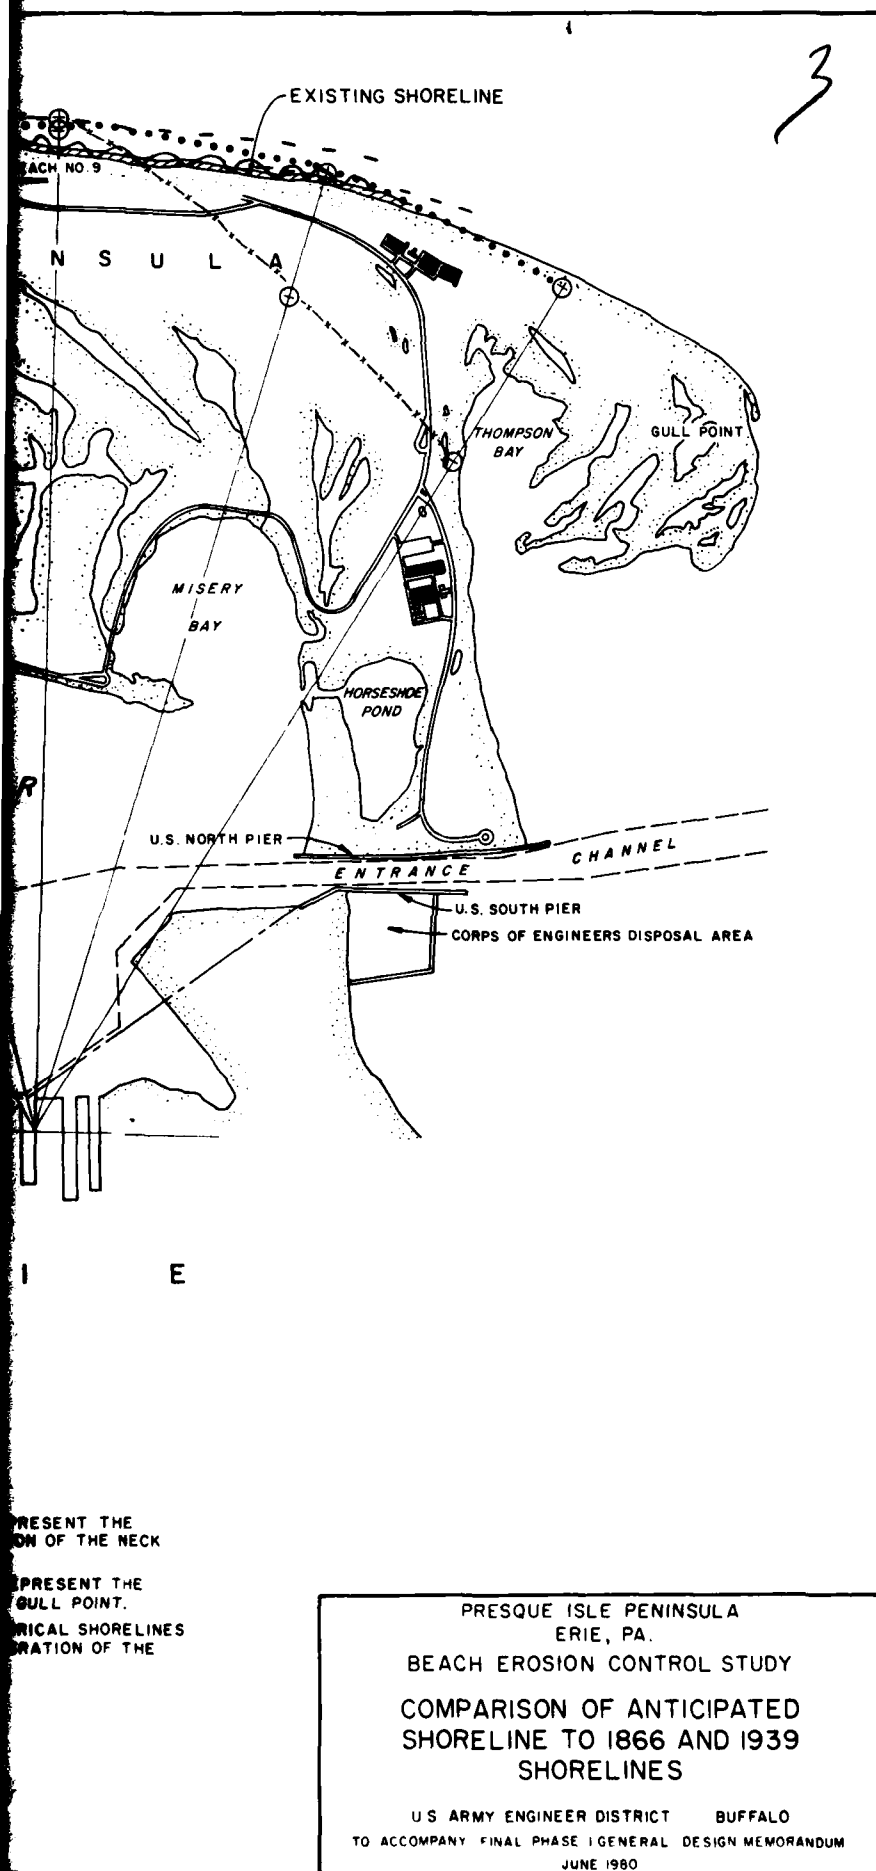 3
EXISTING SHORELINE
EACH NO. 9
N S U L A
THOMPSON
BAY
GULL POINT
MISERY
BAY
HORSESHOE
POND
R
U.S. NORTH PIER
ENTRANCE CHANNEL
U.S. SOUTH PIER
CORPS OF ENGINEERS DISPOSAL AREA
I E
PRESENT THE
ON OF THE NECK
EPRESENT THE
GULL POINT.
RICAL SHORELINES
RATION OF THE
PRESQUE ISLE PENINSULA
ERIE, PA.
BEACH EROSION CONTROL STUDY
COMPARISON OF ANTICIPATED
SHORELINE TO 1866 AND 1939
SHORELINES
U S ARMY ENGINEER DISTRICT BUFFALO
TO ACCOMPANY FINAL PHASE I GENERAL DESIGN MEMORANDUM
JUNE 1980